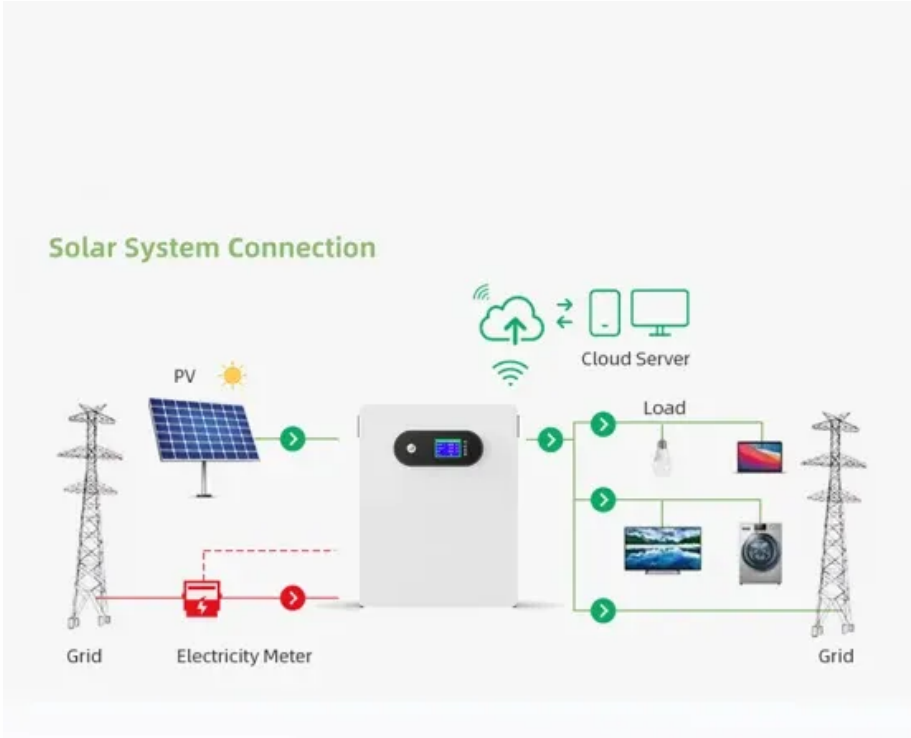 Solar System Connection
Cloud Server
PV
Load
Grid
Electricity Meter
Grid